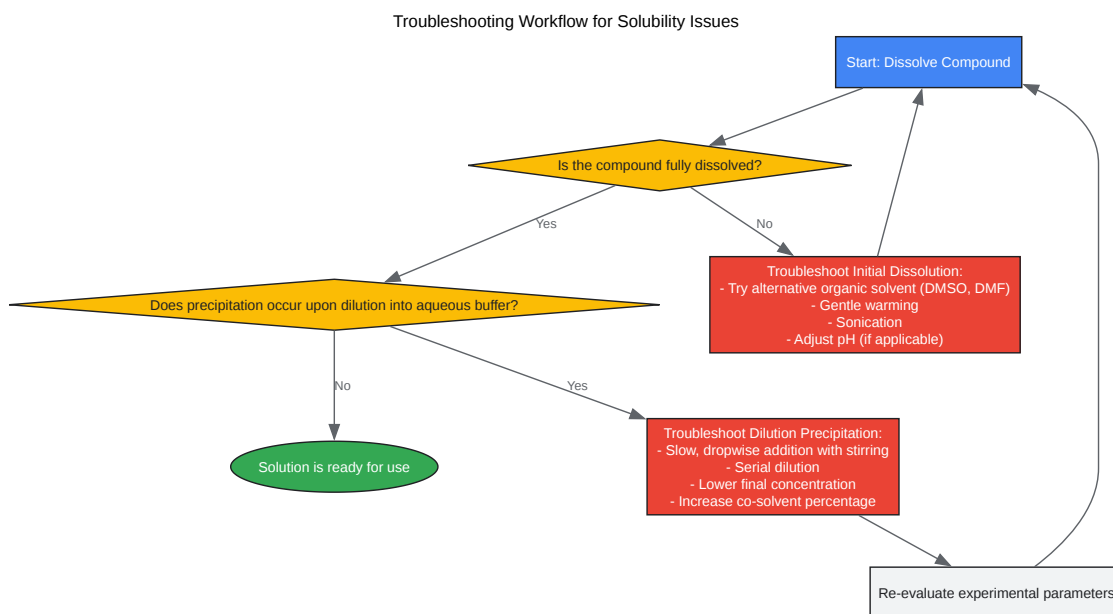 Troubleshooting Workflow for Solubility Issues
Start: Dissolve Compound
Is the compound fully dissolved?
Yes
No
Troubleshoot Initial Dissolution:
- Try alternative organic solvent (DMSO, DMF)
- Gentle warming
- Sonication
- Adjust pH (if applicable)
Does precipitation occur upon dilution into aqueous buffer?
No
Yes
Troubleshoot Dilution Precipitation:
- Slow, dropwise addition with stirring
- Serial dilution
- Lower final concentration
- Increase co-solvent percentage
Solution is ready for use
Re-evaluate experimental parameters